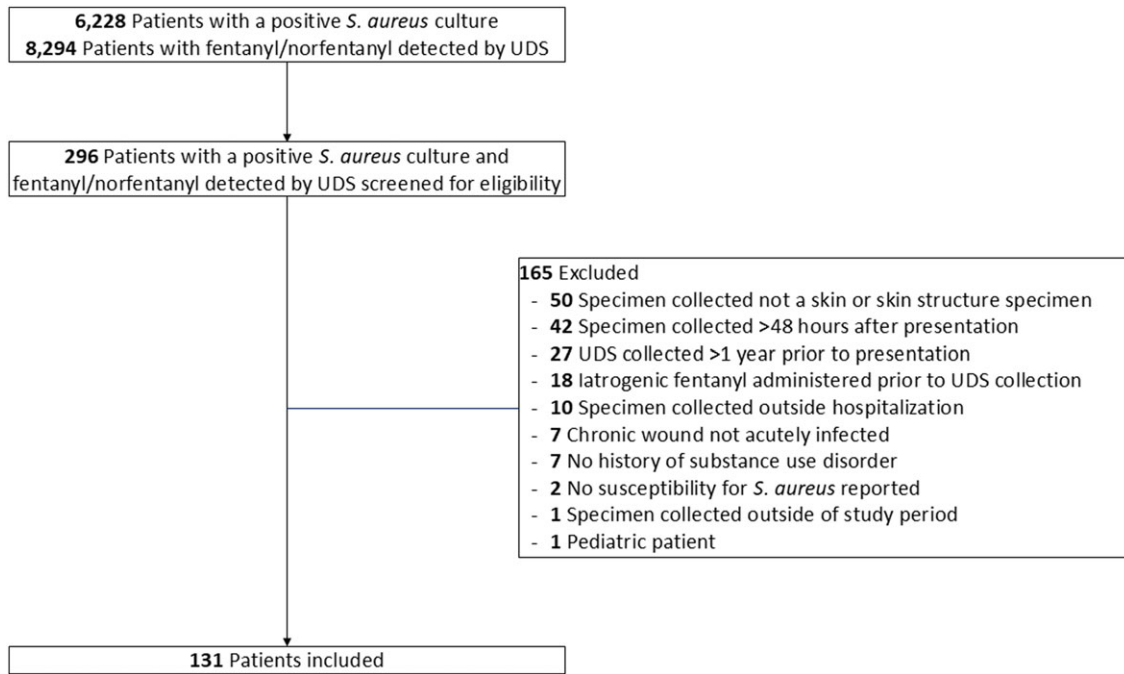 6,228 Patients with a positive S. aureus culture
8,294 Patients with fentanyl/norfentanyl detected by UDS
296 Patients with a positive S. aureus culture and
fentanyl/norfentanyl detected by UDS screened for eligibility
165 Excluded
- 50 Specimen collected not a skin or skin structure specimen
- 42 Specimen collected >48 hours after presentation
- 27 UDS collected >1 year prior to presentation
- 18 Iatrogenic fentanyl administered prior to UDS collection
- 10 Specimen collected outside hospitalization
- 7 Chronic wound not acutely infected
- 7 No history of substance use disorder
- 2 No susceptibility for S. aureus reported
- 1 Specimen collected outside of study period
- 1 Pediatric patient
131 Patients included